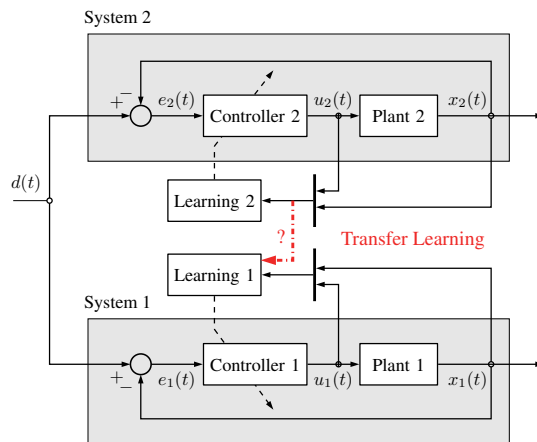 System 2
+ −
e₂(t)
Controller 2
u₂(t)
Plant 2
x₂(t)
d(t)
Learning 2
?
Transfer Learning
Learning 1
System 1
+ −
e₁(t)
Controller 1
u₁(t)
Plant 1
x₁(t)